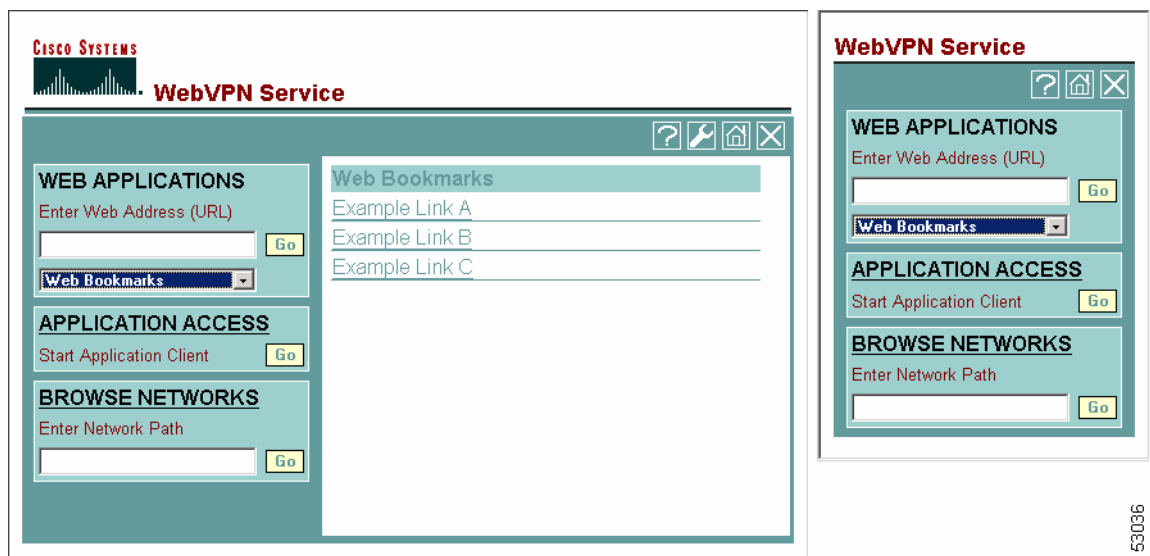 CISCO SYSTEMS
WebVPN Service
?
WEB APPLICATIONS
Enter Web Address (URL)
Go
Web Bookmarks
APPLICATION ACCESS
Start Application Client Go
BROWSE NETWORKS
Enter Network Path
Go
Web Bookmarks
Example Link A
Example Link B
Example Link C
WebVPN Service
?
WEB APPLICATIONS
Enter Web Address (URL)
Go
Web Bookmarks
APPLICATION ACCESS
Start Application Client Go
BROWSE NETWORKS
Enter Network Path
Go
53036